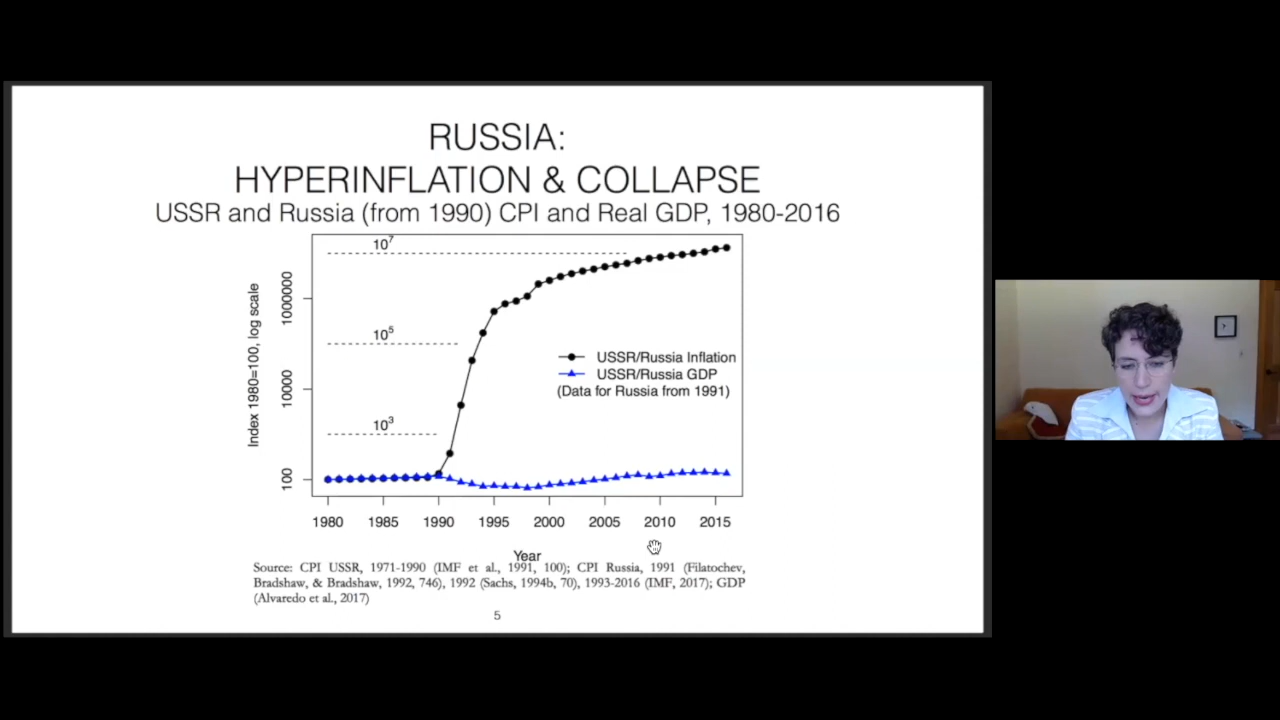 RUSSIA:
HYPERINFLATION & COLLAPSE
USSR and Russia (from 1990) CPI and Real GDP, 1980-2016
10⁷
1000000
10⁵
10000
10³
100
Index 1980=100, log scale
USSR/Russia Inflation
USSR/Russia GDP
(Data for Russia from 1991)
1980 1985 1990 1995 2000 2005 2010 2015
Year
Source: CPI USSR, 1971-1990 (IMF et al., 1991, 100); CPI Russia, 1991 (Filatochev,
Bradshaw, & Bradshaw, 1992, 746), 1992 (Sachs, 1994b, 70), 1993-2016 (IMF, 2017); GDP
(Alvaredo et al., 2017)
5